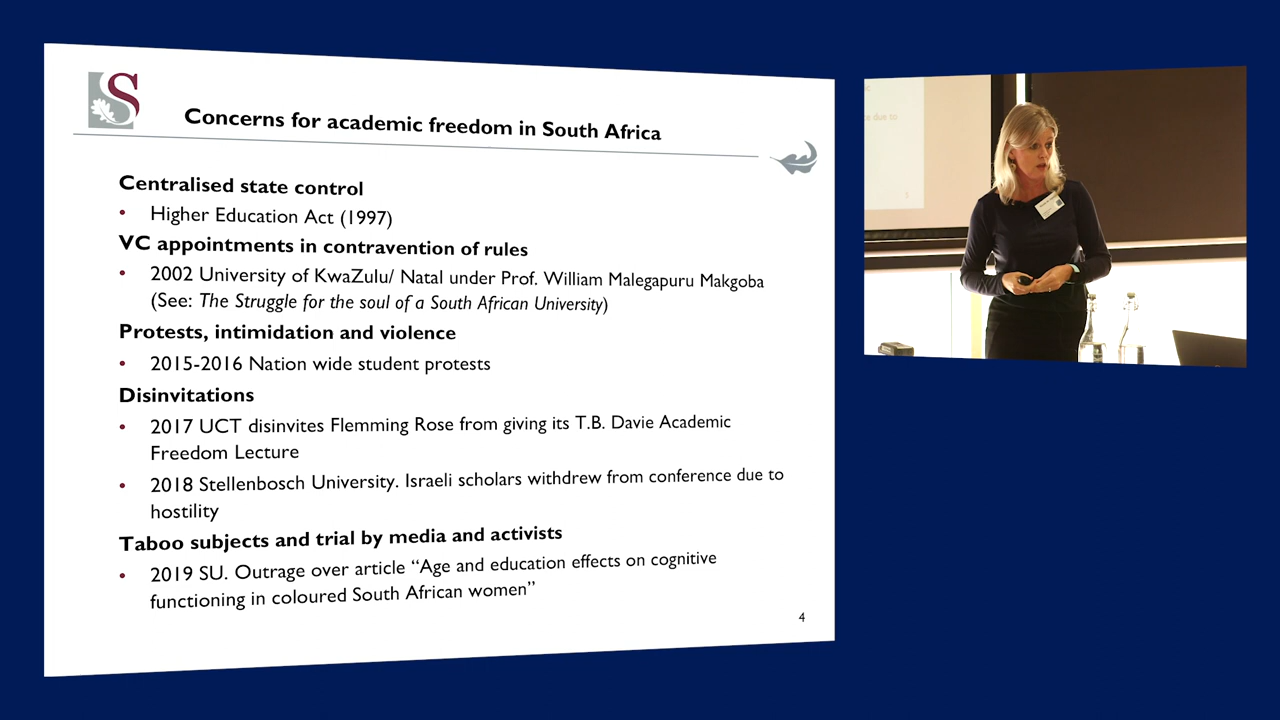 S
Concerns for academic freedom in South Africa
Centralised state control
• Higher Education Act (1997)
VC appointments in contravention of rules
• 2002 University of KwaZulu/ Natal under Prof. William Malegapuru Makgoba
(See: The Struggle for the soul of a South African University)
Protests, intimidation and violence
• 2015-2016 Nation wide student protests
Disinvitations
• 2017 UCT disinvites Flemming Rose from giving its T.B. Davie Academic
Freedom Lecture
• 2018 Stellenbosch University. Israeli scholars withdrew from conference due to
hostility
Taboo subjects and trial by media and activists
• 2019 SU. Outrage over article “Age and education effects on cognitive
functioning in coloured South African women”
4
e due to